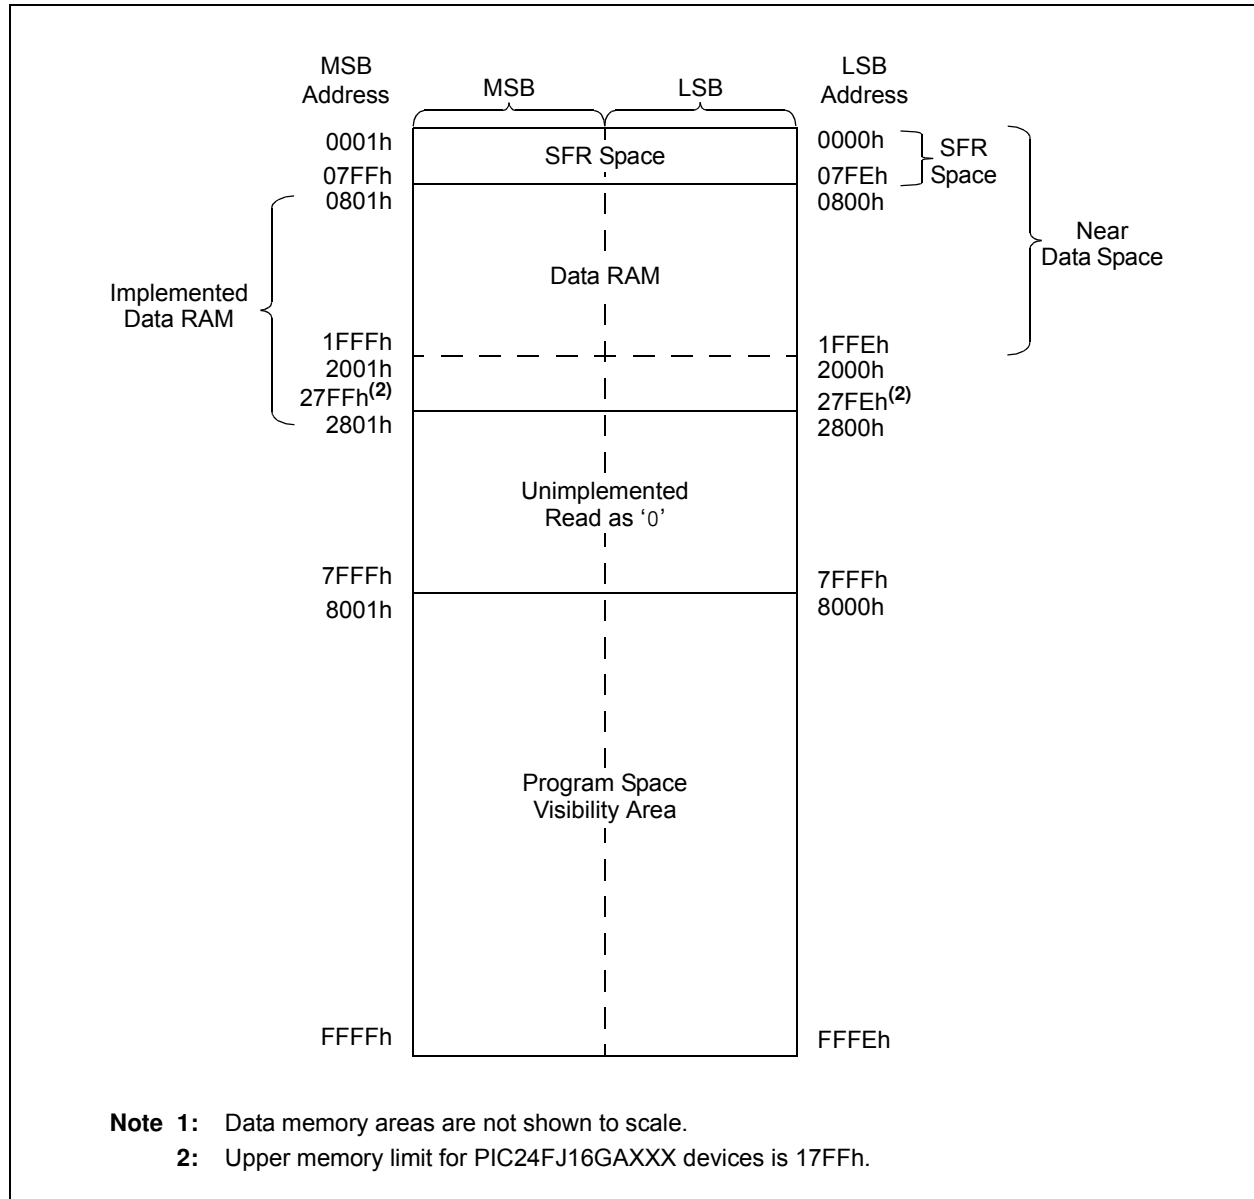 MSB
Address
MSB
LSB
LSB
Address
0001h
SFR Space
0000h
SFR
Space
07FFh
07FEh
0801h
0800h
Near
Data Space
Data RAM
Implemented
Data RAM
1FFFh
1FFEh
2001h
2000h
27FFh(2)
27FEh(2)
2801h
2800h
Unimplemented
Read as ‘0’
7FFFh
7FFFh
8001h
8000h
Program Space
Visibility Area
FFFFh
FFFEh
Note 1: Data memory areas are not shown to scale.
2: Upper memory limit for PIC24FJ16GAXXX devices is 17FFh.